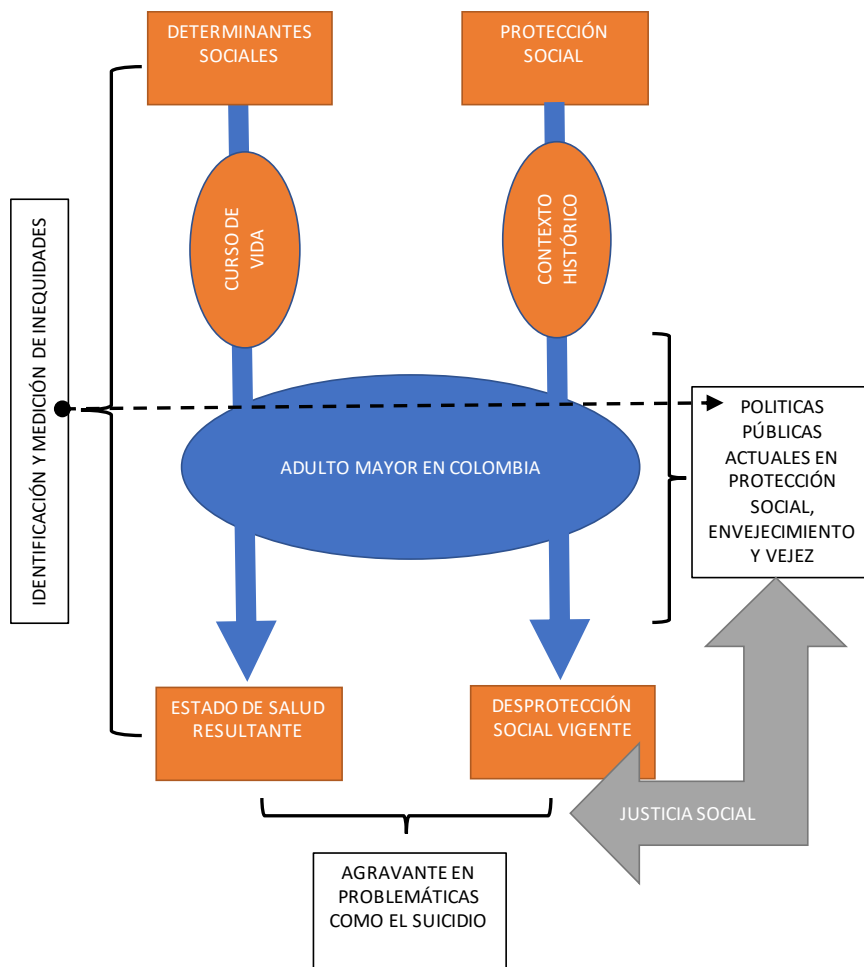 DETERMINANTES
SOCIALES
PROTECCIÓN
SOCIAL
CURSO DE
VIDA
CONTEXTO
HISTÓRICO
IDENTIFICACIÓN Y MEDICIÓN DE INEQUIDADES
ADULTO MAYOR EN COLOMBIA
POLITICAS
PÚBLICAS
ACTUALES EN
PROTECCIÓN
SOCIAL,
ENVEJECIMIENTO
Y VEJEZ
ESTADO DE SALUD
RESULTANTE
DESPROTECCIÓN
SOCIAL VIGENTE
JUSTICIA SOCIAL
AGRAVANTE EN
PROBLEMÁTICAS
COMO EL SUICIDIO